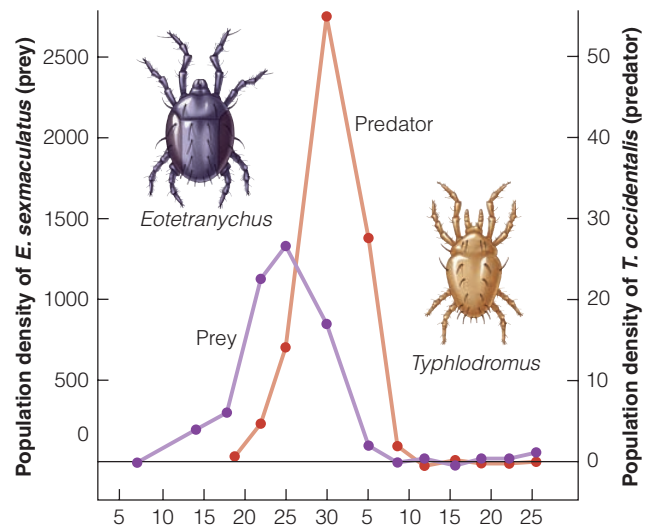 Population density of E. sexmaculatus (prey)
2500
2000
1500
1000
500
0
Eotetranychus
Predator
Prey
Typhlodromus
50
40
30
20
10
0
Population density of T. occidentalis (predator)
5 10 15 20 25 30 5 10 15 20 25